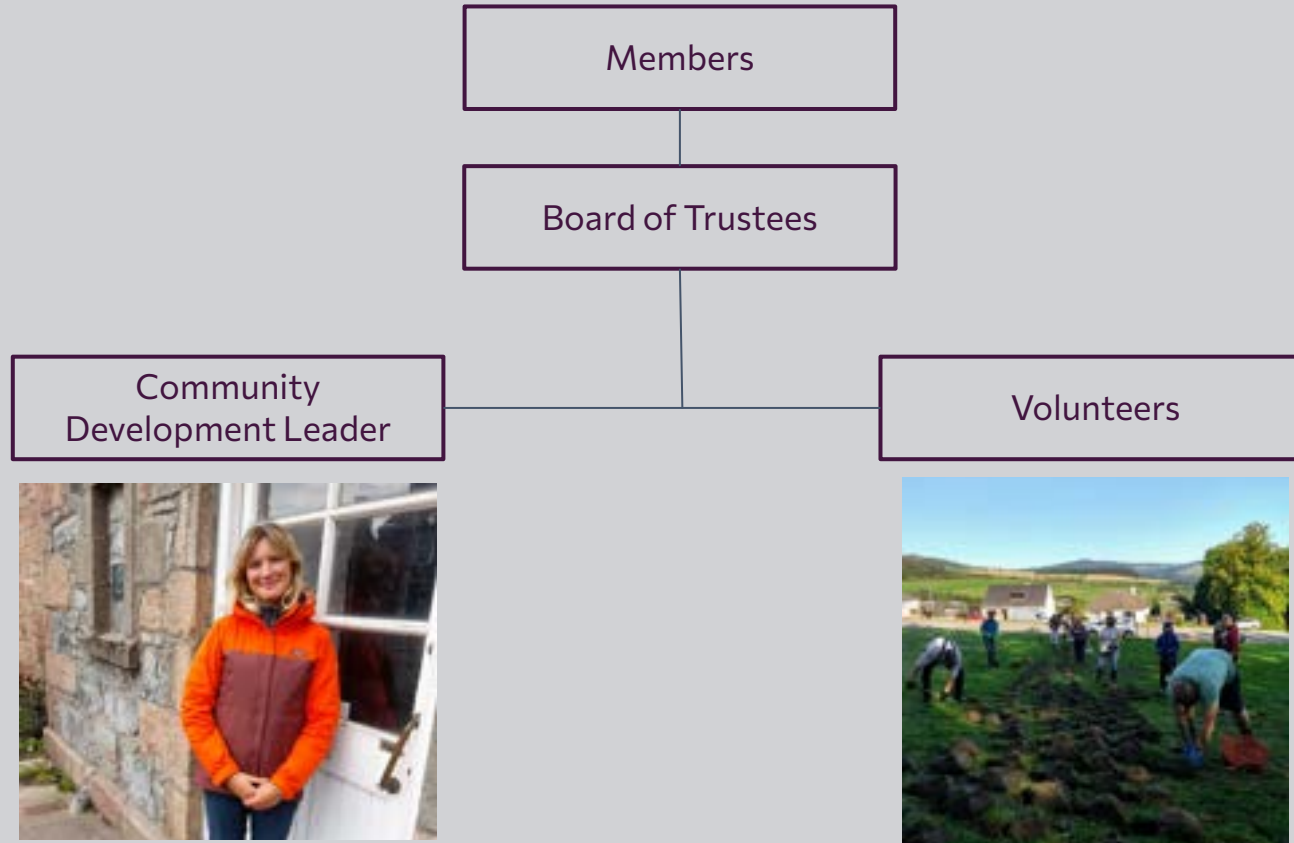 Members
Board of Trustees
Community
Development Leader
Volunteers